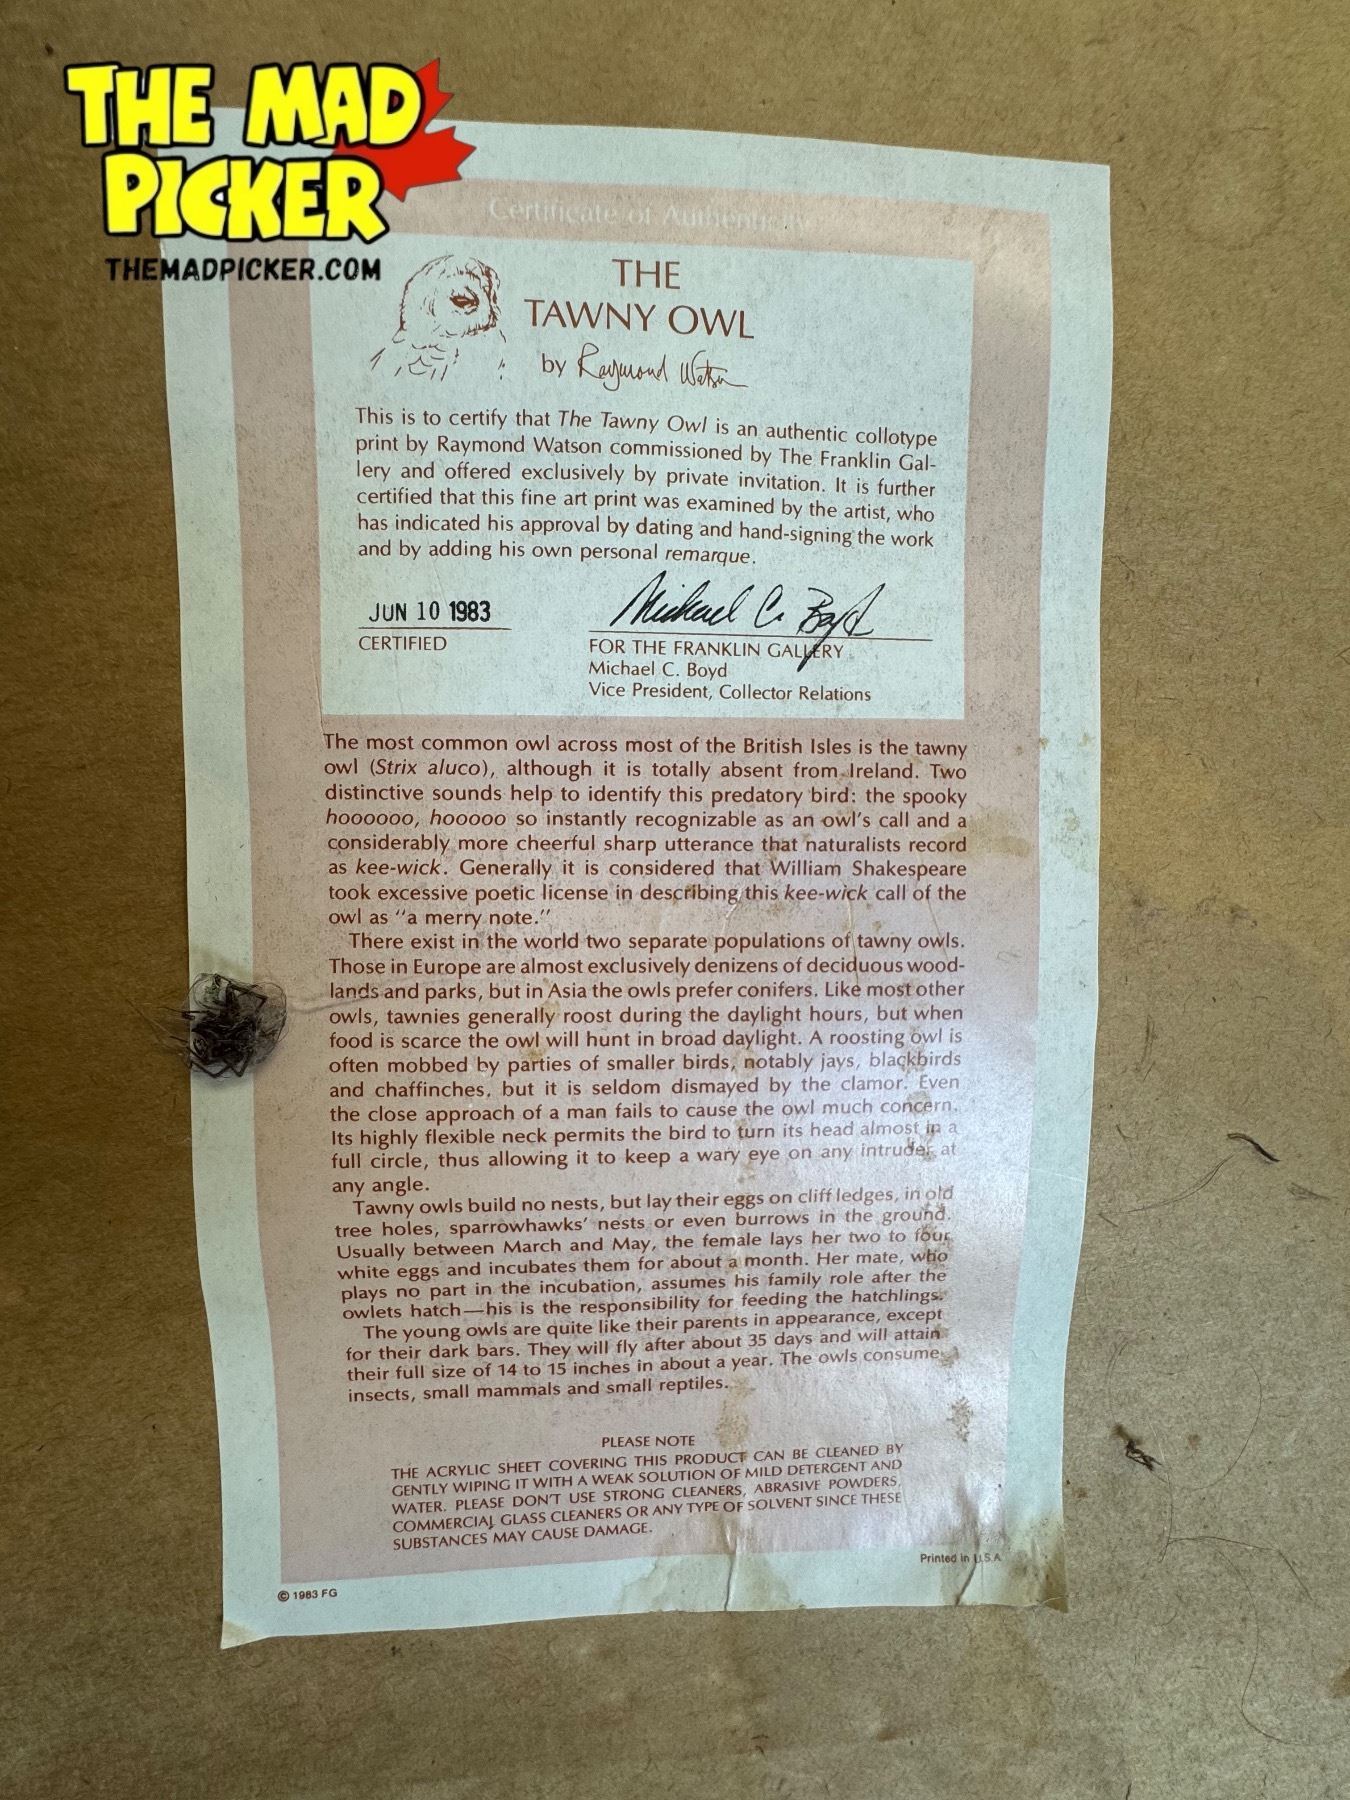 THE MAD
PICKER
THEMADPICKER.COM
Certificate of Authenticity
THE
TAWNY OWL
by Raymond Watson
This is to certify that The Tawny Owl is an authentic collotype
print by Raymond Watson commissioned by The Franklin Gal-
lery and offered exclusively by private invitation. It is further
certified that this fine art print was examined by the artist, who
has indicated his approval by dating and hand-signing the work
and by adding his own personal remarque.
JUN 10 1983
CERTIFIED
Michael C. Boyd
FOR THE FRANKLIN GALLERY
Michael C. Boyd
Vice President, Collector Relations
The most common owl across most of the British Isles is the tawny
owl (Strix aluco), although it is totally absent from Ireland. Two
distinctive sounds help to identify this predatory bird: the spooky
hoooooo, hooooo so instantly recognizable as an owl's call and a
considerably more cheerful sharp utterance that naturalists record
as kee-wick. Generally it is considered that William Shakespeare
took excessive poetic license in describing this kee-wick call of the
owl as "a merry note."
There exist in the world two separate populations of tawny owls.
Those in Europe are almost exclusively denizens of deciduous wood-
lands and parks, but in Asia the owls prefer conifers. Like most other
owls, tawnies generally roost during the daylight hours, but when
food is scarce the owl will hunt in broad daylight. A roosting owl is
often mobbed by parties of smaller birds, notably jays, blackbirds
and chaffinches, but it is seldom dismayed by the clamor. Even
the close approach of a man fails to cause the owl much concern.
Its highly flexible neck permits the bird to turn its head almost in a
full circle, thus allowing it to keep a wary eye on any intruder at
any angle.
Tawny owls build no nests, but lay their eggs on cliff ledges, in old
tree holes, sparrowhawks' nests or even burrows in the ground.
Usually between March and May, the female lays her two to four
white eggs and incubates them for about a month. Her mate, who
plays no part in the incubation, assumes his family role after the
owlets hatch—his is the responsibility for feeding the hatchlings.
The young owls are quite like their parents in appearance, except
for their dark bars. They will fly after about 35 days and will attain
their full size of 14 to 15 inches in about a year. The owls consume
insects, small mammals and small reptiles.
PLEASE NOTE
THE ACRYLIC SHEET COVERING THIS PRODUCT CAN BE CLEANED BY
GENTLY WIPING IT WITH A WEAK SOLUTION OF MILD DETERGENT AND
WATER. PLEASE DON'T USE STRONG CLEANERS, ABRASIVE POWDERS,
COMMERCIAL GLASS CLEANERS OR ANY TYPE OF SOLVENT SINCE THESE
SUBSTANCES MAY CAUSE DAMAGE.
Printed in U.S.A.
© 1983 FG